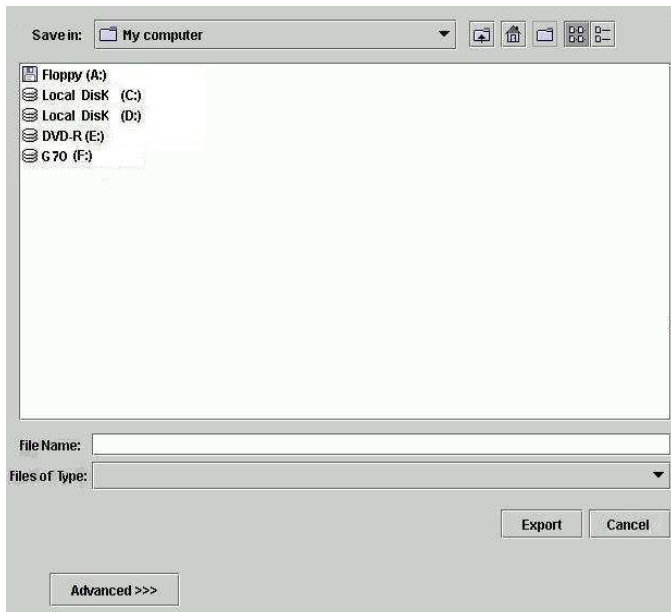 Save in: My computer
Floppy (A:)
Local DisK (C:)
Local DisK (D:)
DVD-R (E:)
G70 (F:)
File Name:
Files of Type:
Export Cancel
Advanced >>>